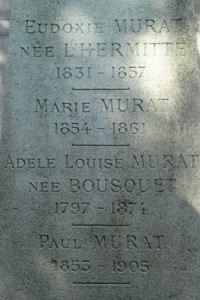 EUDOXIE MURAT
NÉE L'HERMITTE
1831-1857
MARIE MURAT
1854-1861
ADÈLE LOUISE MURAT
NÉE BOUSQUET
1797-1874
PAUL MURAT
1853-1905